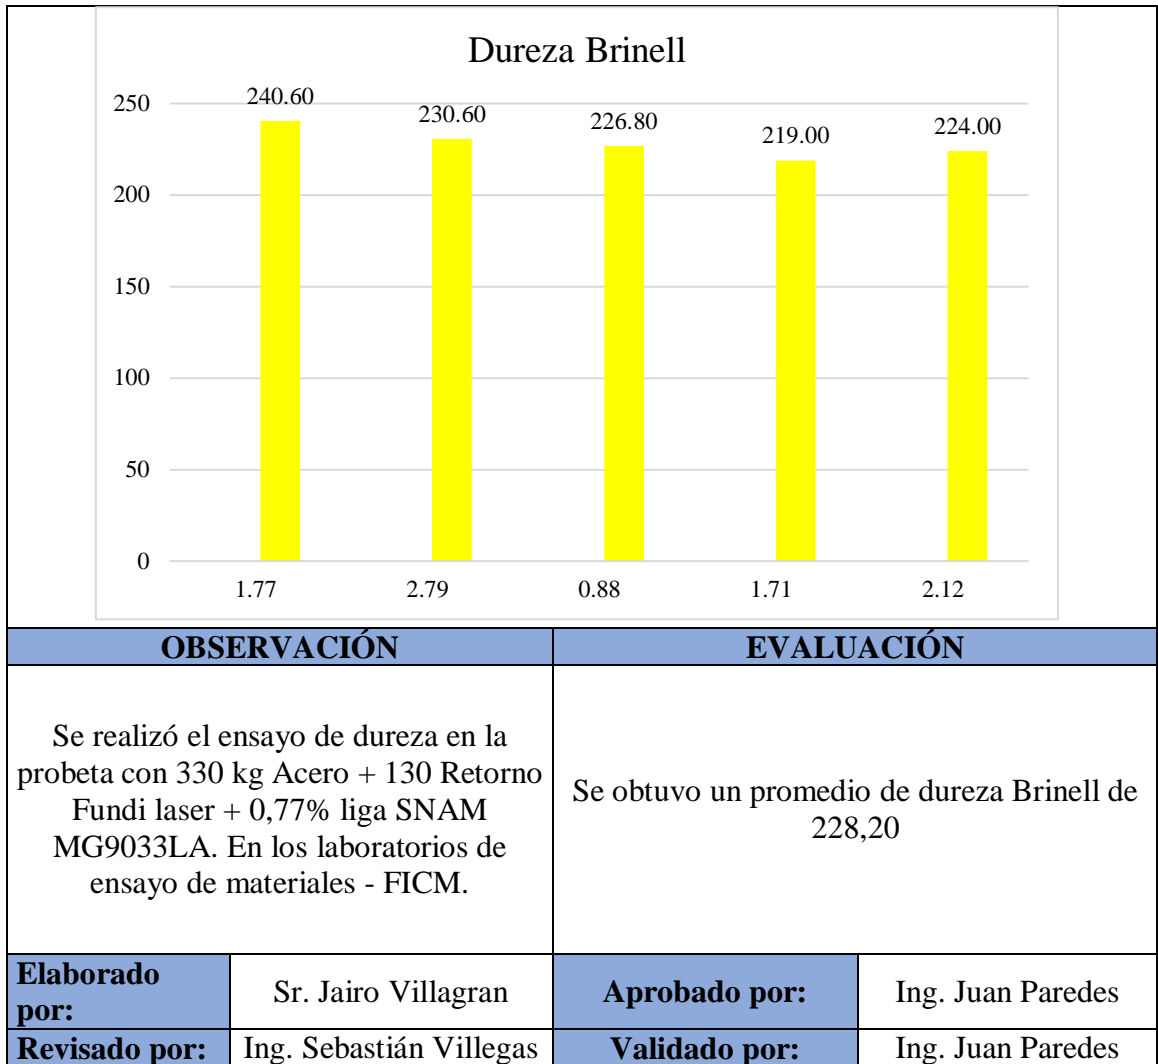 Dureza Brinell
250
200
150
100
50
0
240.60
230.60
226.80
219.00
224.00
1.77
2.79
0.88
1.71
2.12
OBSERVACIÓN
EVALUACIÓN
Se realizó el ensayo de dureza en la
probeta con 330 kg Acero + 130 Retorno
Fundi laser + 0,77% liga SNAM
MG9033LA. En los laboratorios de
ensayo de materiales - FICM.
Se obtuvo un promedio de dureza Brinell de
228,20
Elaborado
por:
Sr. Jairo Villagran
Aprobado por:
Ing. Juan Paredes
Revisado por:
Ing. Sebastián Villegas
Validado por:
Ing. Juan Paredes